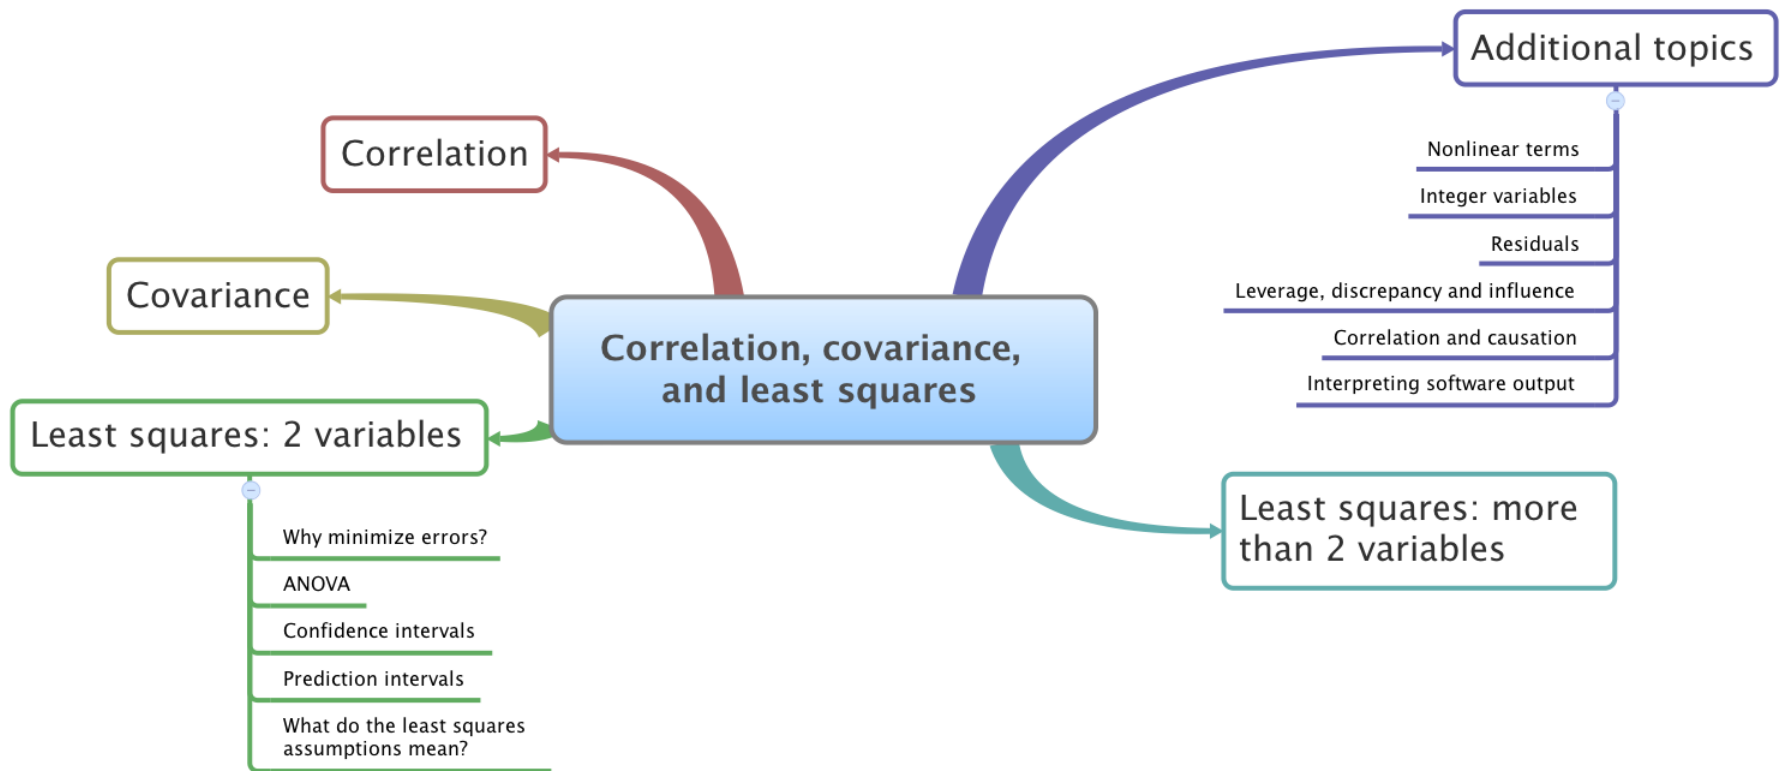 Correlation, covariance,
and least squares
Correlation
Covariance
Least squares: 2 variables
Why minimize errors?
ANOVA
Confidence intervals
Prediction intervals
What do the least squares
assumptions mean?
Least squares: more
than 2 variables
Additional topics
Nonlinear terms
Integer variables
Residuals
Leverage, discrepancy and influence
Correlation and causation
Interpreting software output